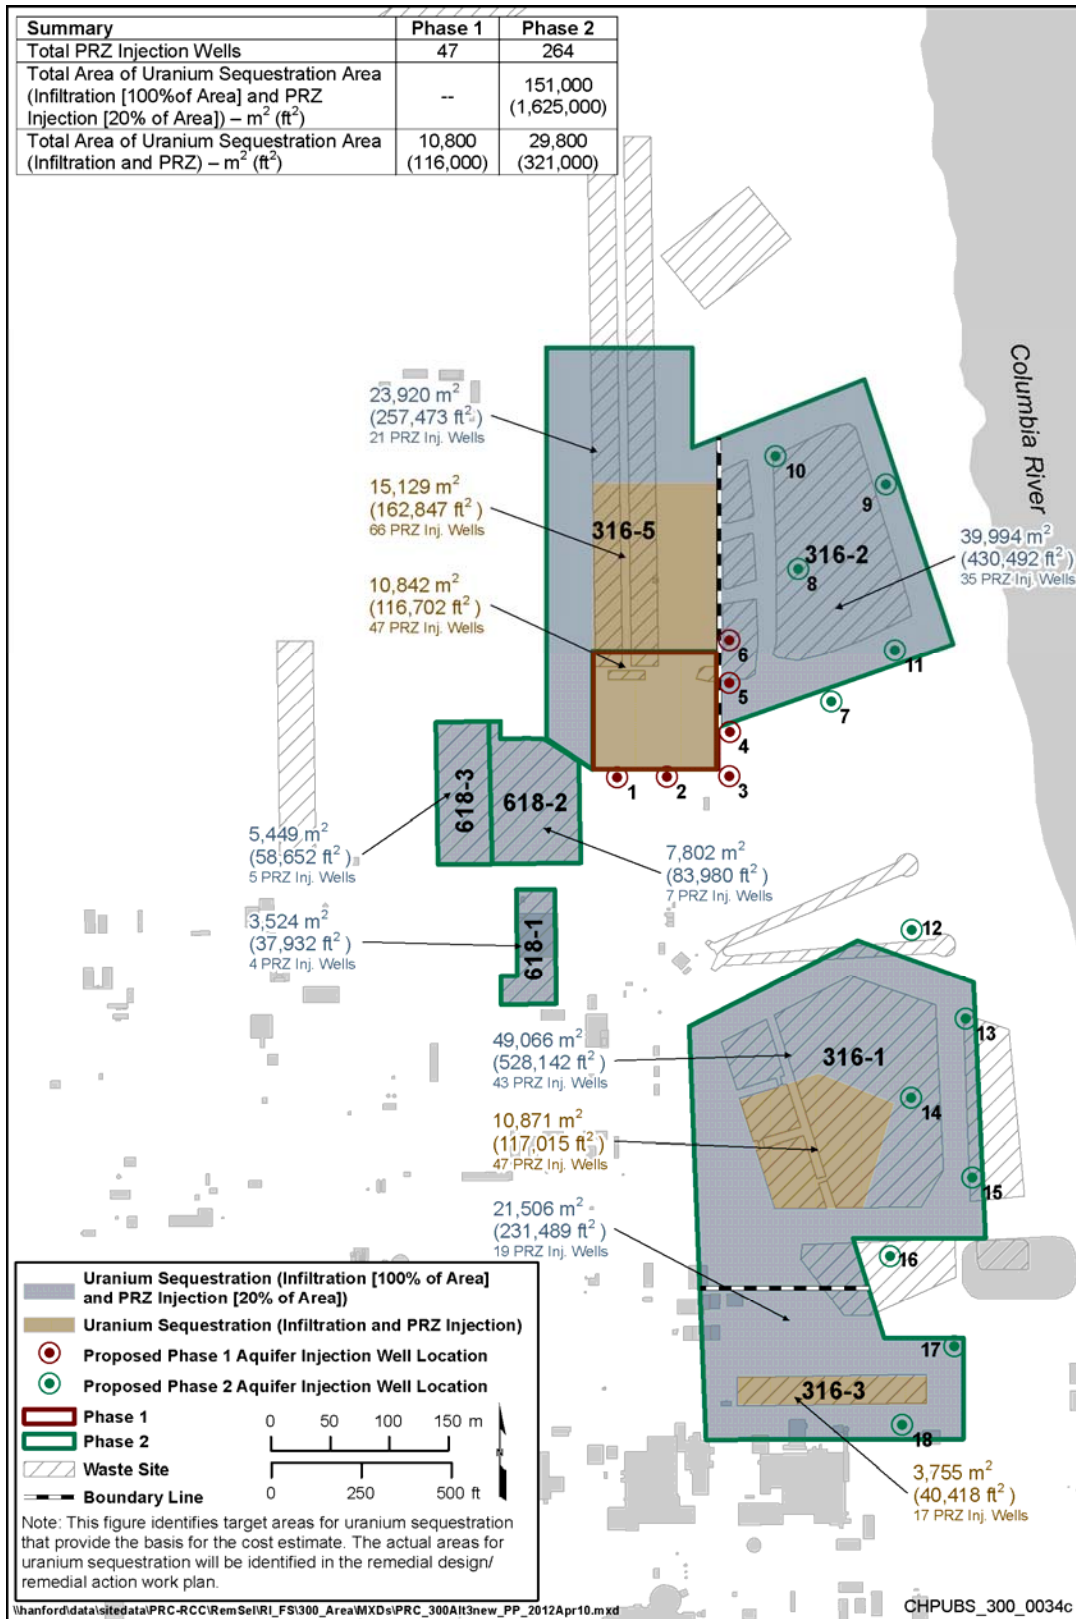 Summary Phase 1 Phase 2
Total PRZ Injection Wells 47 264
Total Area of Uranium Sequestration Area
(Infiltration [100%of Area] and PRZ
Injection [20% of Area]) – m² (ft²) -- 151,000
(1,625,000)
Total Area of Uranium Sequestration Area
(Infiltration and PRZ) – m² (ft²) 10,800
(116,000) 29,800
(321,000)
Columbia River
23,920 m²
(257,473 ft²)
21 PRZ Inj. Wells
15,129 m²
(162,847 ft²)
66 PRZ Inj. Wells
10,842 m²
(116,702 ft²)
47 PRZ Inj. Wells
316-5
10
9
316-2
8
39,994 m²
(430,492 ft²)
35 PRZ Inj. Wells
6
11
5
7
4
1
2
3
618-3
618-2
5,449 m²
(58,652 ft²)
5 PRZ Inj. Wells
7,802 m²
(83,980 ft²)
7 PRZ Inj. Wells
3,524 m²
(37,932 ft²)
4 PRZ Inj. Wells
618-1
12
13
49,066 m²
(528,142 ft²)
43 PRZ Inj. Wells
316-1
14
10,871 m²
(117,015 ft²)
47 PRZ Inj. Wells
15
21,506 m²
(231,489 ft²)
19 PRZ Inj. Wells
16
17
316-3
18
3,755 m²
(40,418 ft²)
17 PRZ Inj. Wells
Uranium Sequestration (Infiltration [100% of Area]
and PRZ Injection [20% of Area])
Uranium Sequestration (Infiltration and PRZ Injection)
Proposed Phase 1 Aquifer Injection Well Location
Proposed Phase 2 Aquifer Injection Well Location
Phase 1
Phase 2
Waste Site
Boundary Line
0 50 100 150 m
0 250 500 ft
Note: This figure identifies target areas for uranium sequestration
that provide the basis for the cost estimate. The actual areas for
uranium sequestration will be identified in the remedial design/
remedial action work plan.
\\hanford\data\sitedata\PRC-RCC\RemSel\RI_FS\300_Area\MXDs\PRC_300Alt3new_PP_2012Apr10.mxd
CHPUBS_300_0034c